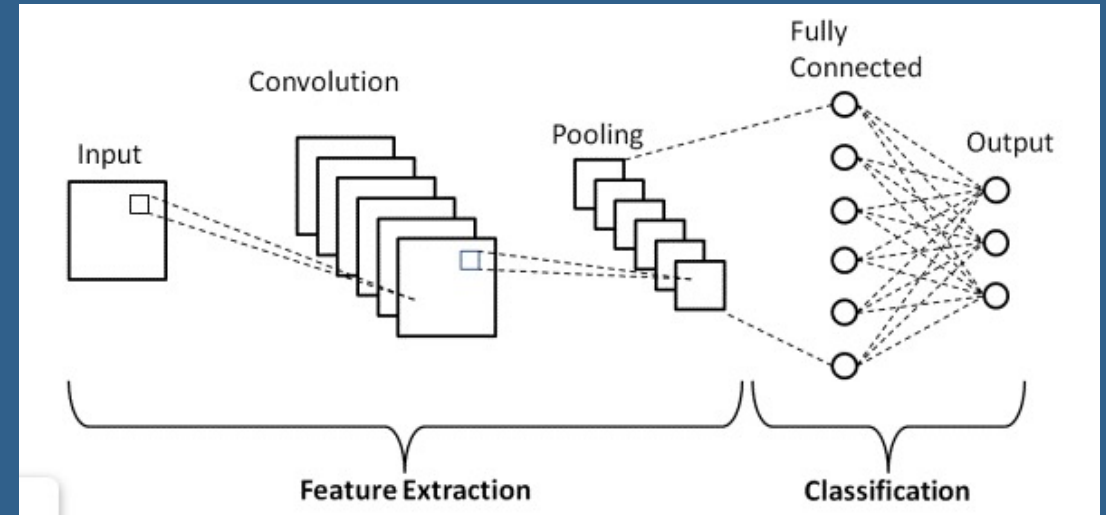 Input
Convolution
Pooling
Fully
Connected
Output
Feature Extraction
Classification